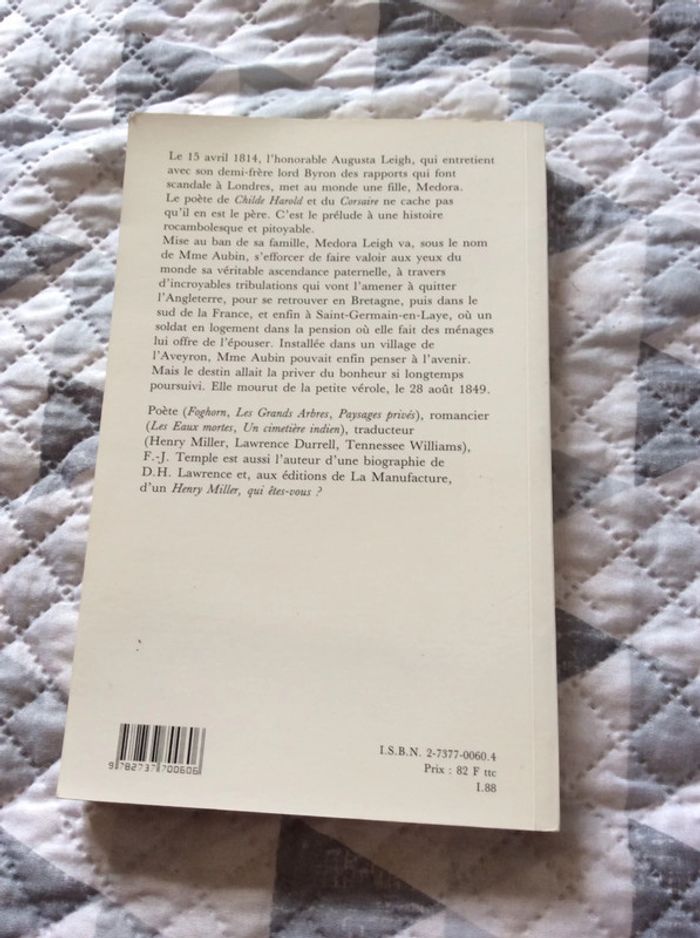 Le 15 avril 1814, l'honorable Augusta Leigh, qui entretient
avec son demi-frère lord Byron des rapports qui font
scandale à Londres, met au monde une fille, Medora.
Le poète de Childe Harold et du Corsaire ne cache pas
qu'il en est le père. C'est le prélude à une histoire
rocambolesque et pitoyable.
Mise au ban de sa famille, Medora Leigh va, sous le nom
de Mme Aubin, s'efforcer de faire valoir aux yeux du
monde sa véritable ascendance paternelle, à travers
d'incroyables tribulations qui vont l'amener à quitter
l'Angleterre, pour se retrouver en Bretagne, puis dans le
sud de la France, et enfin à Saint-Germain-en-Laye, où un
soldat en logement dans la pension où elle fait des ménages
lui offre de l'épouser. Installée dans un village de
l'Aveyron, Mme Aubin pouvait enfin penser à l'avenir.
Mais le destin allait la priver du bonheur si longtemps
poursuivi. Elle mourut de la petite vérole, le 28 août 1849.
Poète (Foghorn, Les Grands Arbres, Paysages privés), romancier
(Les Eaux mortes, Un cimetière indien), traducteur
(Henry Miller, Lawrence Durrell, Tennessee Williams),
F.-J. Temple est aussi l'auteur d'une biographie de
D.H. Lawrence et, aux éditions de La Manufacture,
d'un Henry Miller, qui êtes-vous ?
9 782737 700606
I.S.B.N. 2-7377-0060.4
Prix : 82 F ttc
I.88